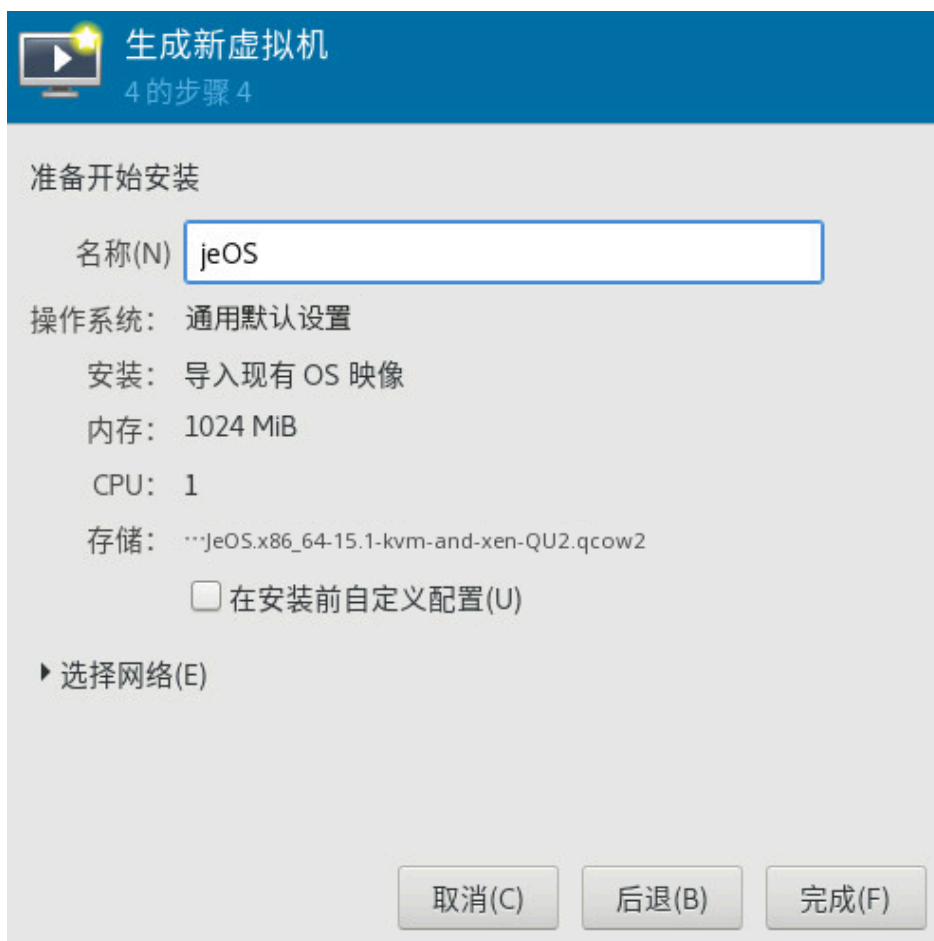 生成新虚拟机
4 的步骤 4
准备开始安装
名称(N) jeOS
操作系统： 通用默认设置
安装： 导入现有 OS 映像
内存： 1024 MiB
CPU： 1
存储： ···JeOS.x86_64-15.1-kvm-and-xen-QU2.qcow2
在安装前自定义配置(U)
选择网络(E)
取消(C) 后退(B) 完成(F)